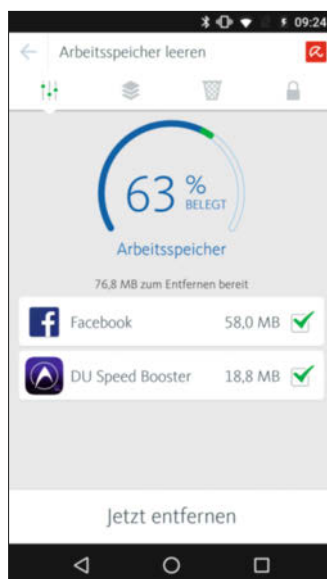 09:24
Arbeitsspeicher leeren
63 %
BELEGT
Arbeitsspeicher
76,8 MB zum Entfernen bereit
Facebook 58,0 MB
DU Speed Booster 18,8 MB
Jetzt entfernen